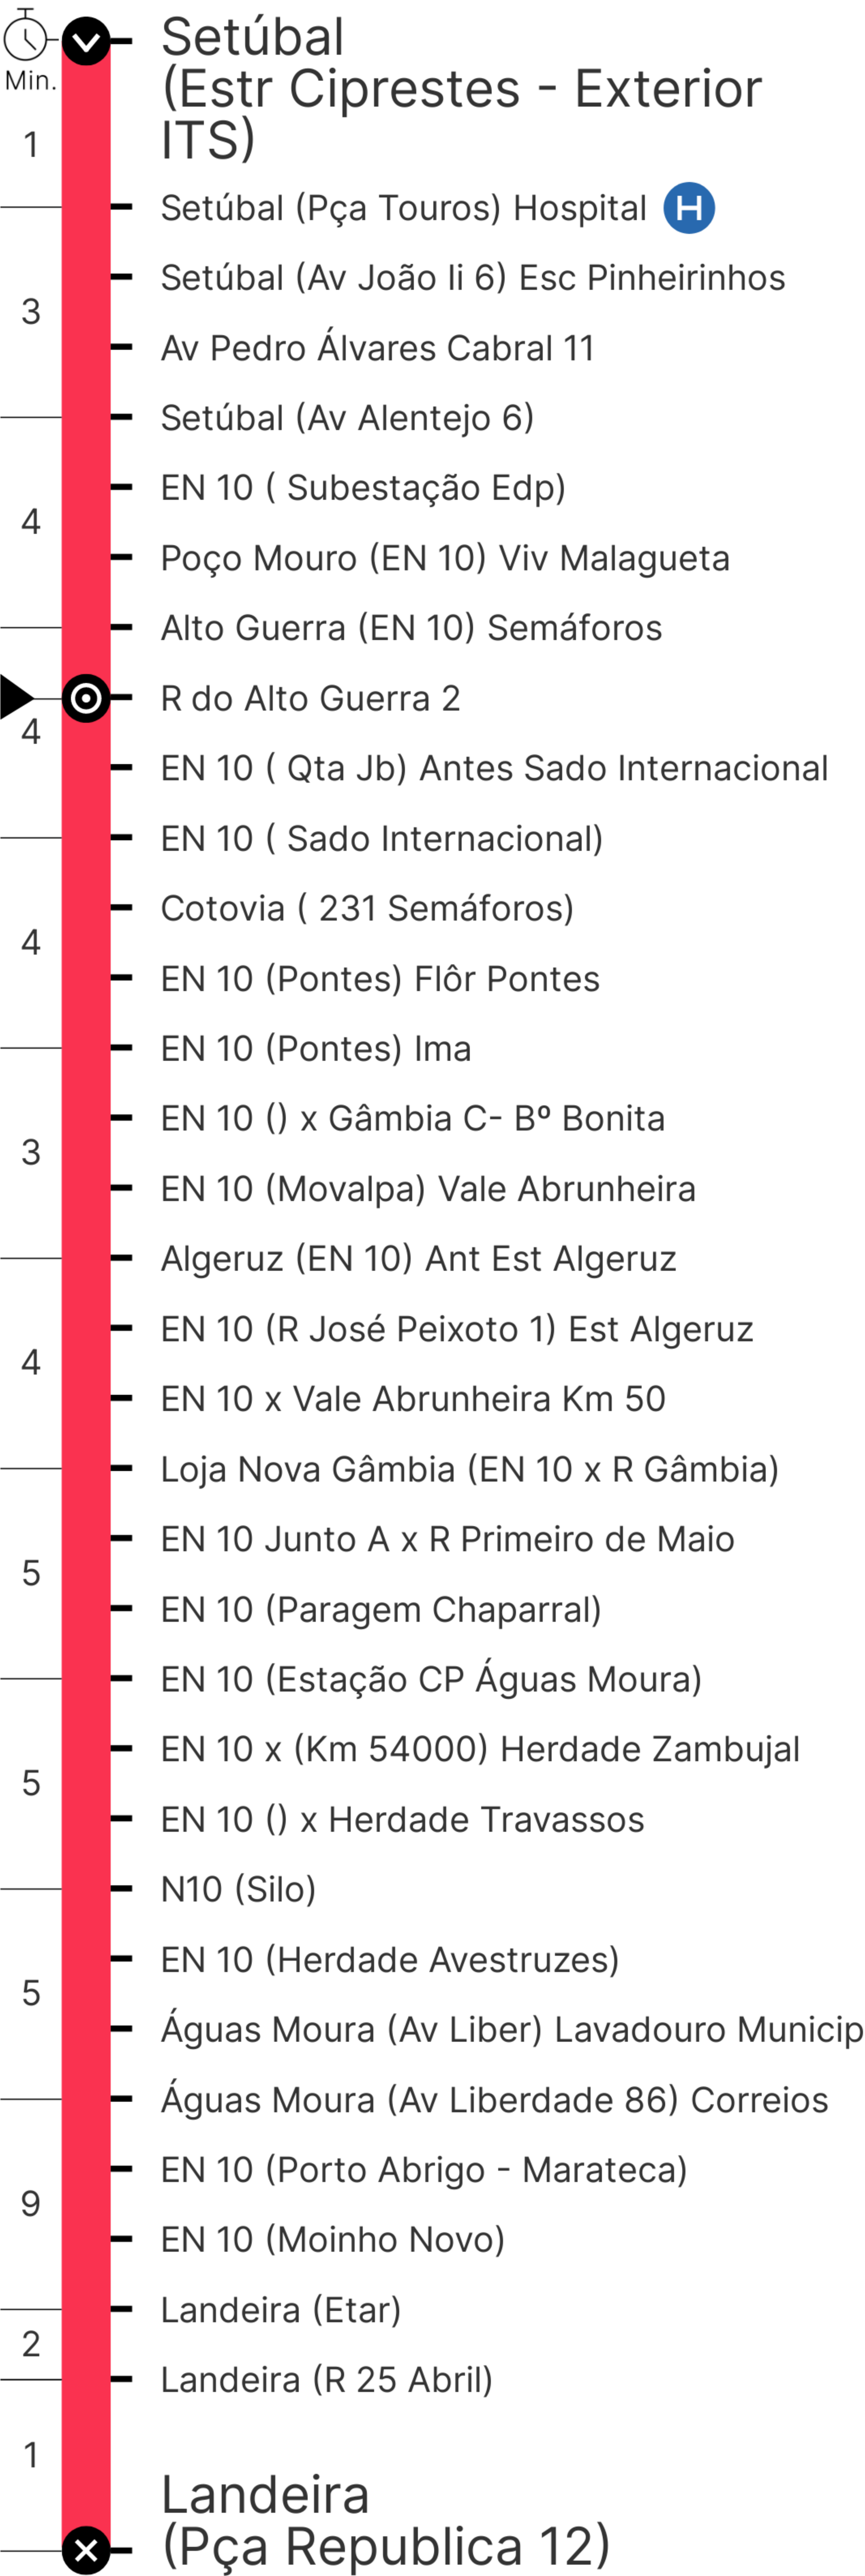 Setúbal
(Estr Ciprestes - Exterior
ITS)
Min.
1
Setúbal (Pça Touros) Hospital H
Setúbal (Av João Ii 6) Esc Pinheirinhos
3
Av Pedro Álvares Cabral 11
Setúbal (Av Alentejo 6)
EN 10 ( Subestação Edp)
4
Poço Mouro (EN 10) Viv Malagueta
Alto Guerra (EN 10) Semáforos
R do Alto Guerra 2
4
EN 10 ( Qta Jb) Antes Sado Internacional
EN 10 ( Sado Internacional)
Cotovia ( 231 Semáforos)
4
EN 10 (Pontes) Flôr Pontes
EN 10 (Pontes) Ima
EN 10 () x Gâmbia C- Bº Bonita
3
EN 10 (Movalpa) Vale Abrunheira
Algeruz (EN 10) Ant Est Algeruz
EN 10 (R José Peixoto 1) Est Algeruz
4
EN 10 x Vale Abrunheira Km 50
Loja Nova Gâmbia (EN 10 x R Gâmbia)
EN 10 Junto A x R Primeiro de Maio
5
EN 10 (Paragem Chaparral)
EN 10 (Estação CP Águas Moura)
EN 10 x (Km 54000) Herdade Zambujal
5
EN 10 () x Herdade Travassos
N10 (Silo)
EN 10 (Herdade Avestruzes)
5
Águas Moura (Av Liber) Lavadouro Municip
Águas Moura (Av Liberdade 86) Correios
EN 10 (Porto Abrigo - Marateca)
9
EN 10 (Moinho Novo)
Landeira (Etar)
2
Landeira (R 25 Abril)
1
Landeira
(Pça Republica 12)